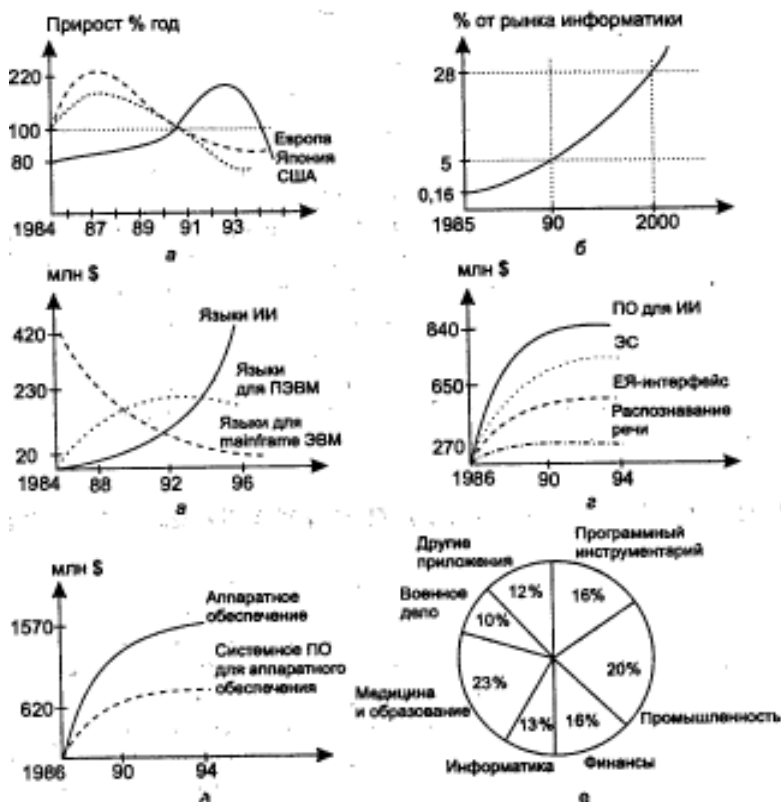 Прирост % год
220
100
80
Европа
Япония
США
1984 87 89 91 93
а
% от рынка информатики
28
5
0,16
1985 90 2000
б
млн $
420
230
20
Языки ИИ
Языки
для ПЭВМ
Языки для
mainframe ЭВМ
1984 88 92 96
в
млн $
840
650
270
ПО для ИИ
ЭС
ЕЯ-интерфейс
Распознавание
речи
1986 90 94
г
млн $
1570
620
Аппаратное
обеспечение
Системное ПО
для аппаратного
обеспечения
1986 90 94
д
Другие
приложения
Программный
инструментарий
Военное
дело
12%
16%
10%
20%
23%
13%
16%
Медицина
и образование
Промышленность
Информатика
Финансы
е